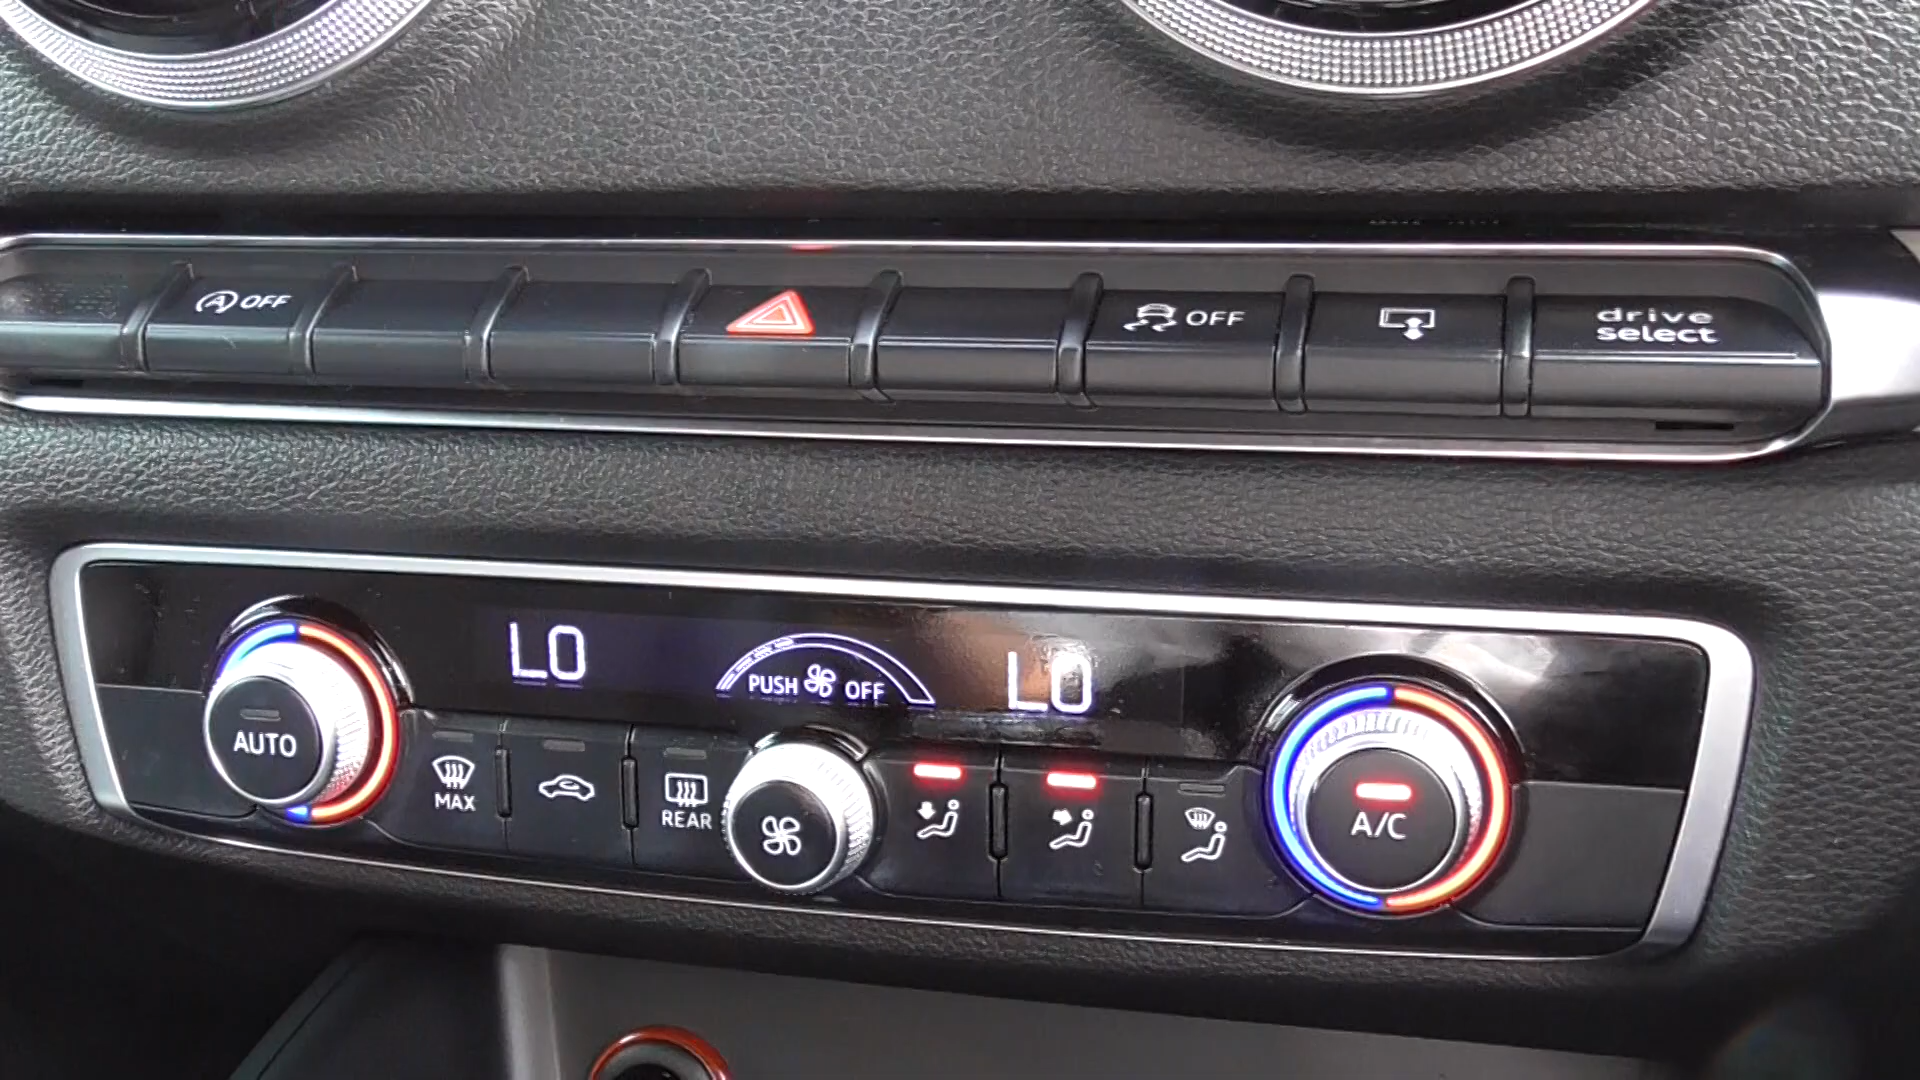 A OFF
OFF
drive
select
LO
PUSH OFF
LO
AUTO
MAX
REAR
A/C